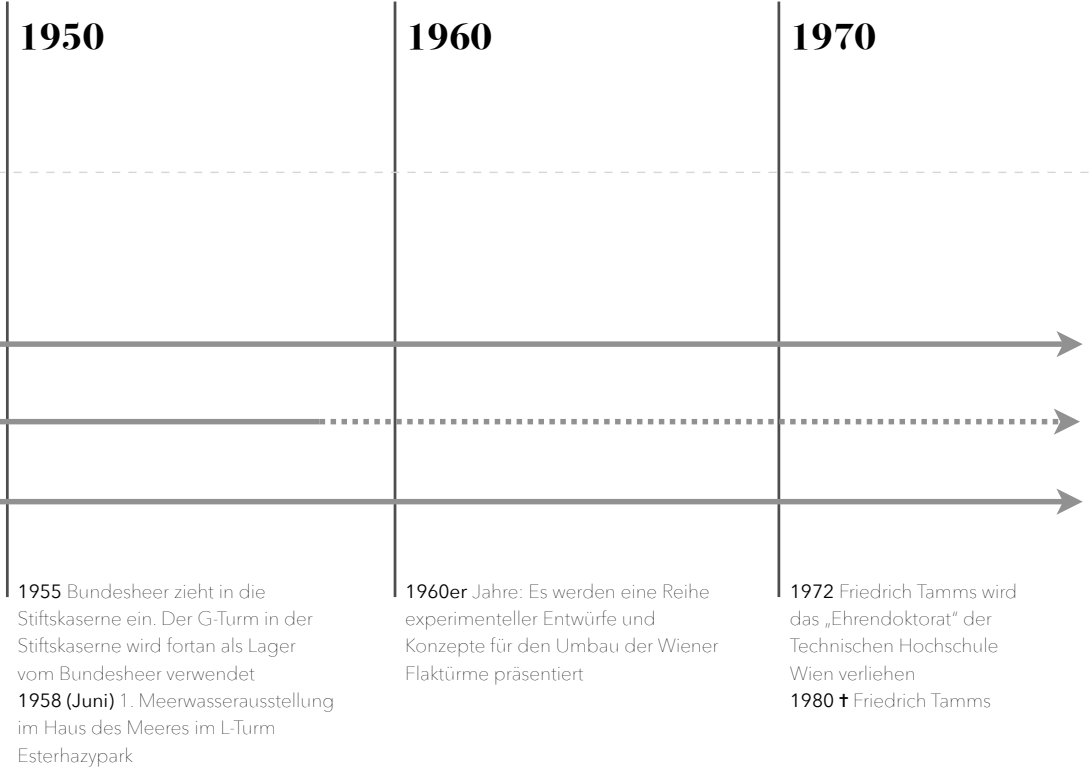 1950
1960
1970
1955 Bundesheer zieht in die
Stiftskaserne ein. Der G-Turm in der
Stiftskaserne wird fortan als Lager
vom Bundesheer verwendet
1958 (Juni) 1. Meerwasserausstellung
im Haus des Meeres im L-Turm
Esterhazypark
1960er Jahre: Es werden eine Reihe
experimenteller Entwürfe und
Konzepte für den Umbau der Wiener
Flaktürme präsentiert
1972 Friedrich Tamms wird
das „Ehrendoktorat“ der
Technischen Hochschule
Wien verliehen
1980 ✝ Friedrich Tamms